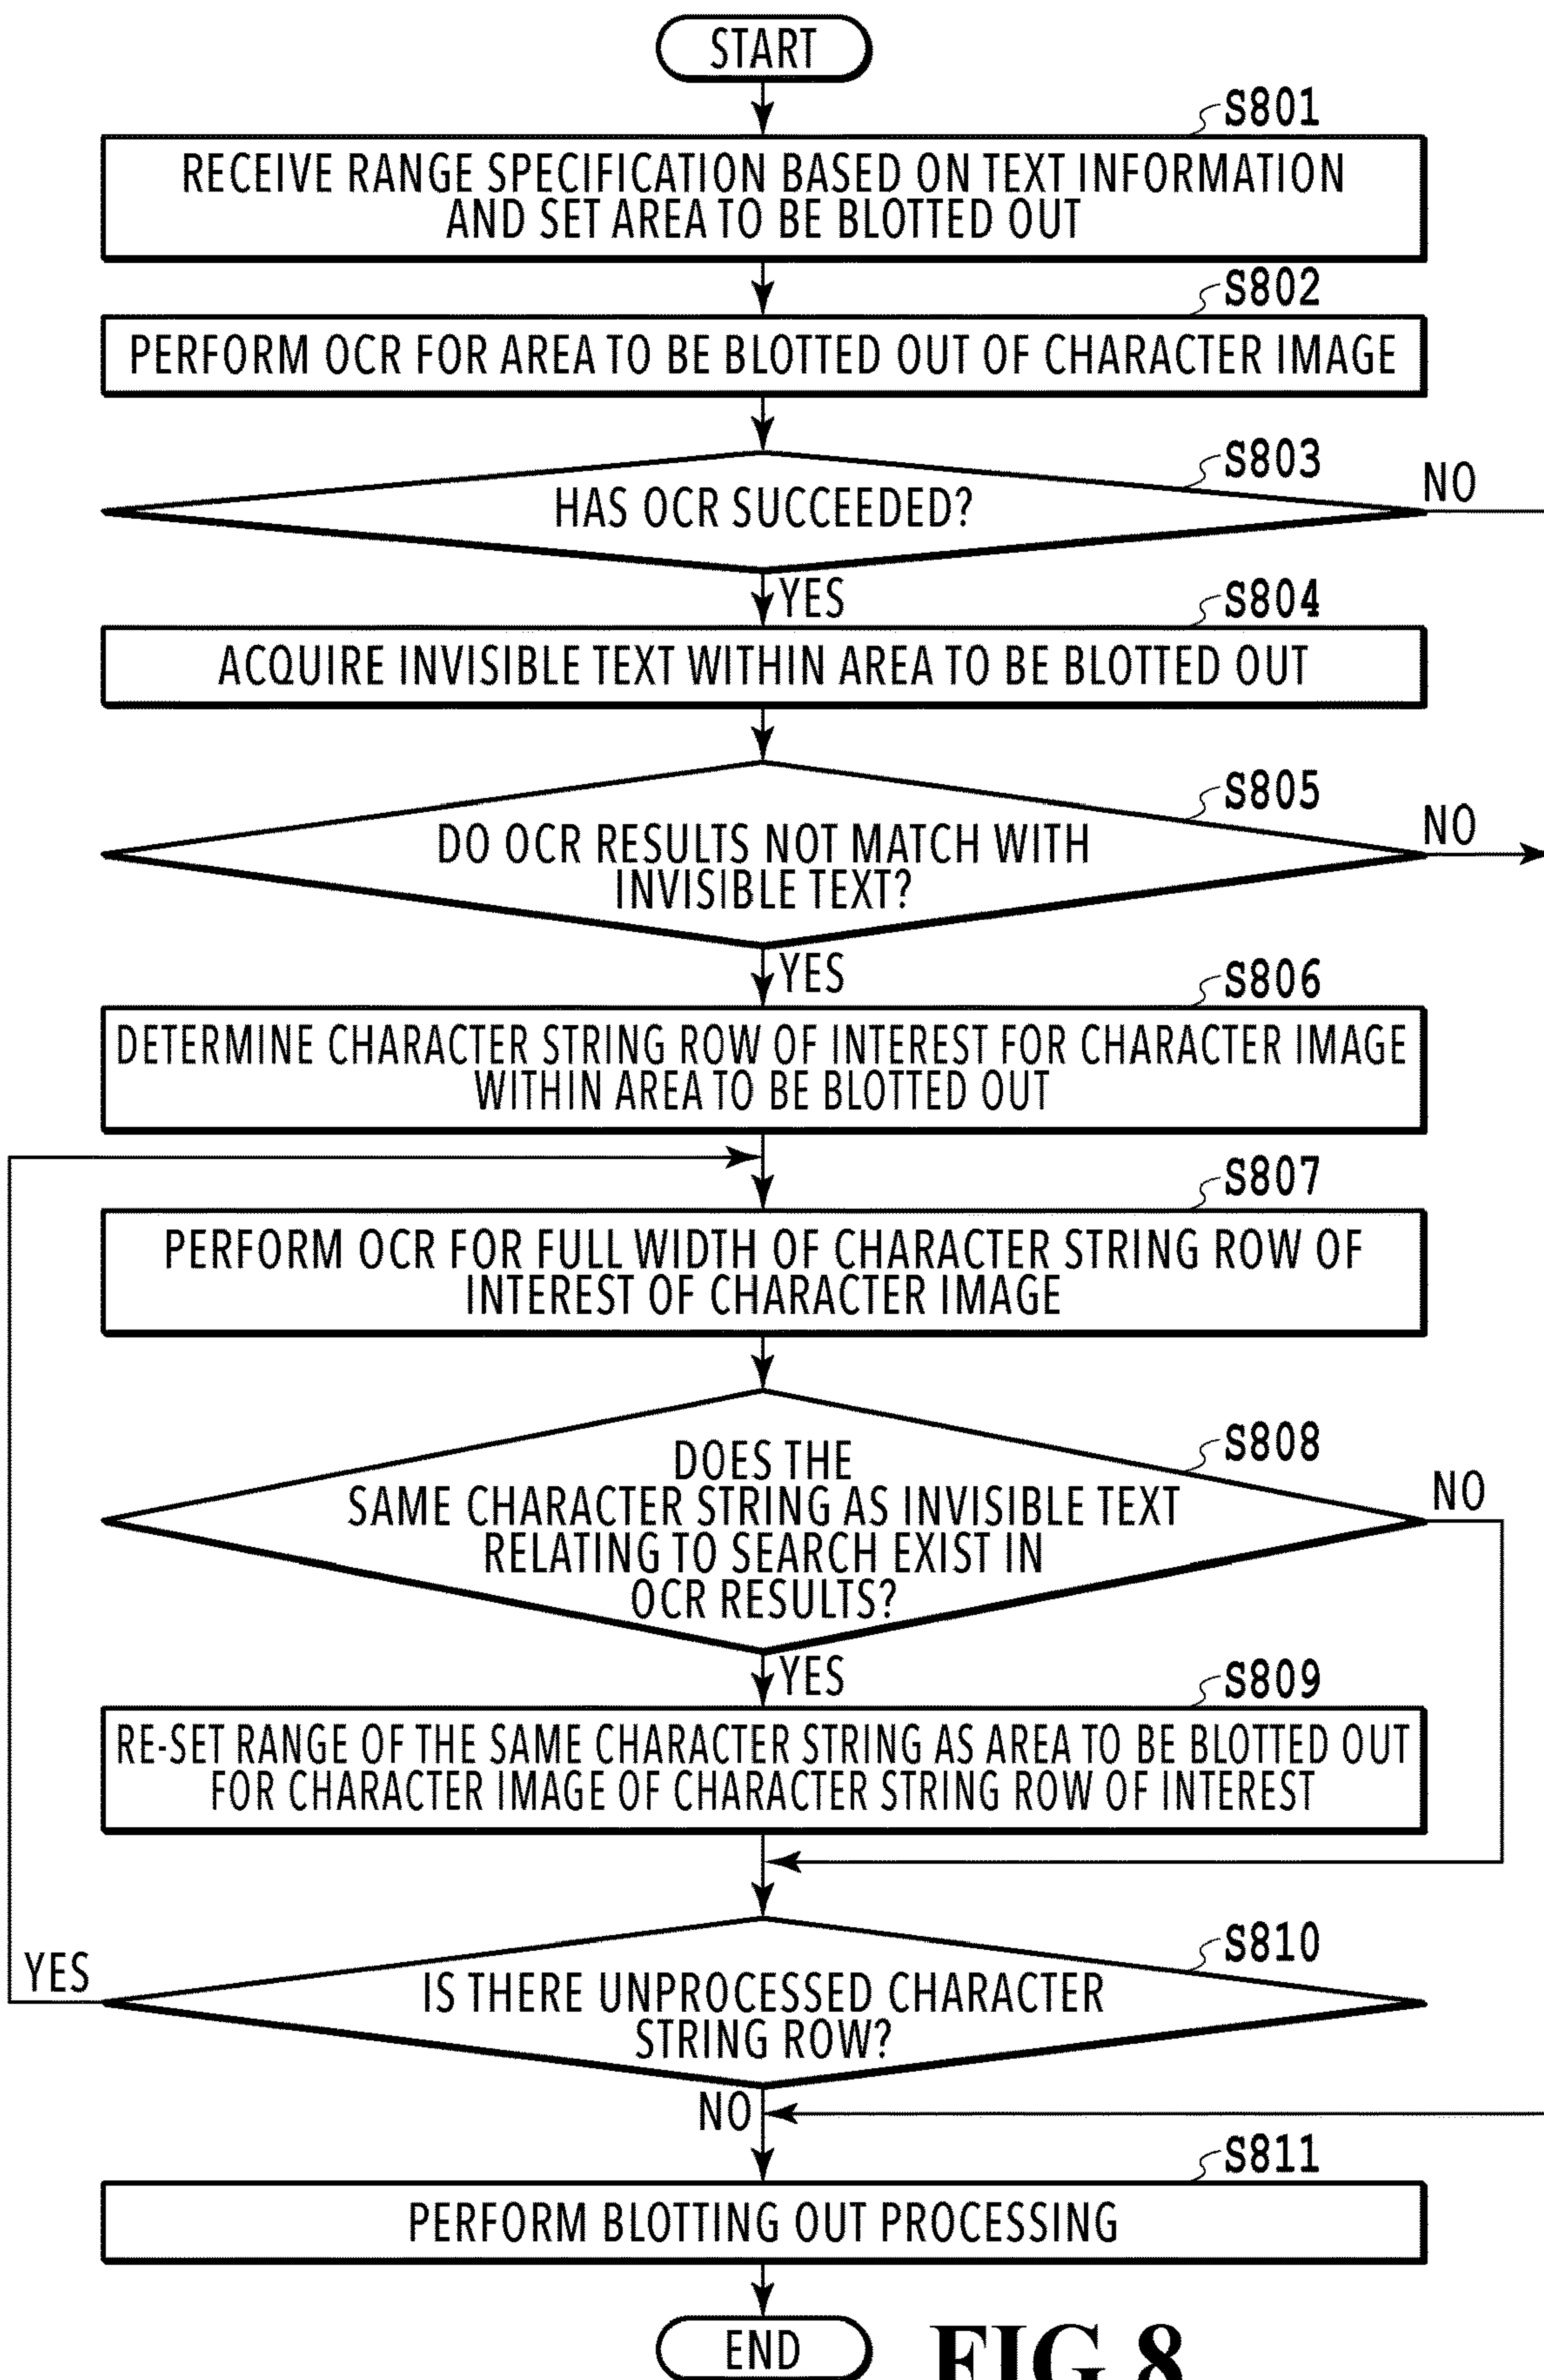 START
S801
RECEIVE RANGE SPECIFICATION BASED ON TEXT INFORMATION
AND SET AREA TO BE BLOTTED OUT
S802
PERFORM OCR FOR AREA TO BE BLOTTED OUT OF CHARACTER IMAGE
S803
HAS OCR SUCCEEDED?
NO
YES
S804
ACQUIRE INVISIBLE TEXT WITHIN AREA TO BE BLOTTED OUT
S805
DO OCR RESULTS NOT MATCH WITH
INVISIBLE TEXT?
NO
YES
S806
DETERMINE CHARACTER STRING ROW OF INTEREST FOR CHARACTER IMAGE
WITHIN AREA TO BE BLOTTED OUT
S807
PERFORM OCR FOR FULL WIDTH OF CHARACTER STRING ROW OF
INTEREST OF CHARACTER IMAGE
S808
DOES THE
SAME CHARACTER STRING AS INVISIBLE TEXT
RELATING TO SEARCH EXIST IN
OCR RESULTS?
NO
YES
S809
RE-SET RANGE OF THE SAME CHARACTER STRING AS AREA TO BE BLOTTED OUT
FOR CHARACTER IMAGE OF CHARACTER STRING ROW OF INTEREST
S810
YES
IS THERE UNPROCESSED CHARACTER
STRING ROW?
NO
S811
PERFORM BLOTTING OUT PROCESSING
END
FIG.8